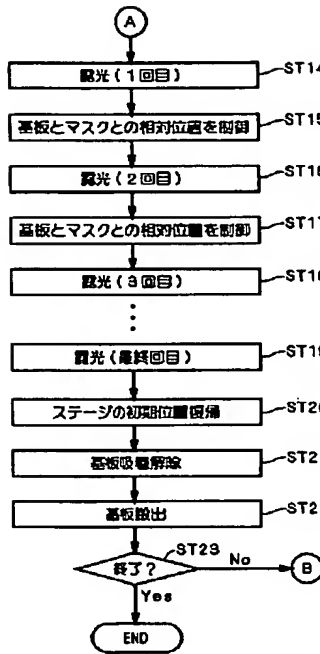 A
露光(1回目)
ST14
基板とマスクとの相対位置を制御
ST15
露光(2回目)
ST16
基板とマスクとの相対位置を制御
ST17
露光(3回目)
ST18
露光(最終回目)
ST19
ステージの初期位置復帰
ST20
基板吸着解除
ST2
基板搬出
ST2
ST23
終了?
No
B
Yes
END